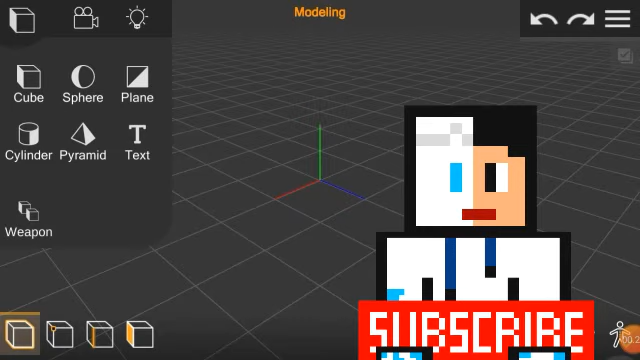 Modeling
Cube Sphere Plane
Cylinder Pyramid Text
Weapon
SUBSCRIBE